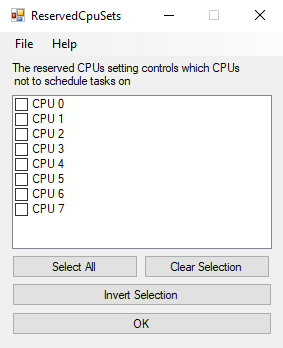 ReservedCpuSets
File Help
The reserved CPUs setting controls which CPUs
not to schedule tasks on
CPU 0
CPU 1
CPU 2
CPU 3
CPU 4
CPU 5
CPU 6
CPU 7
Select All Clear Selection
Invert Selection
OK